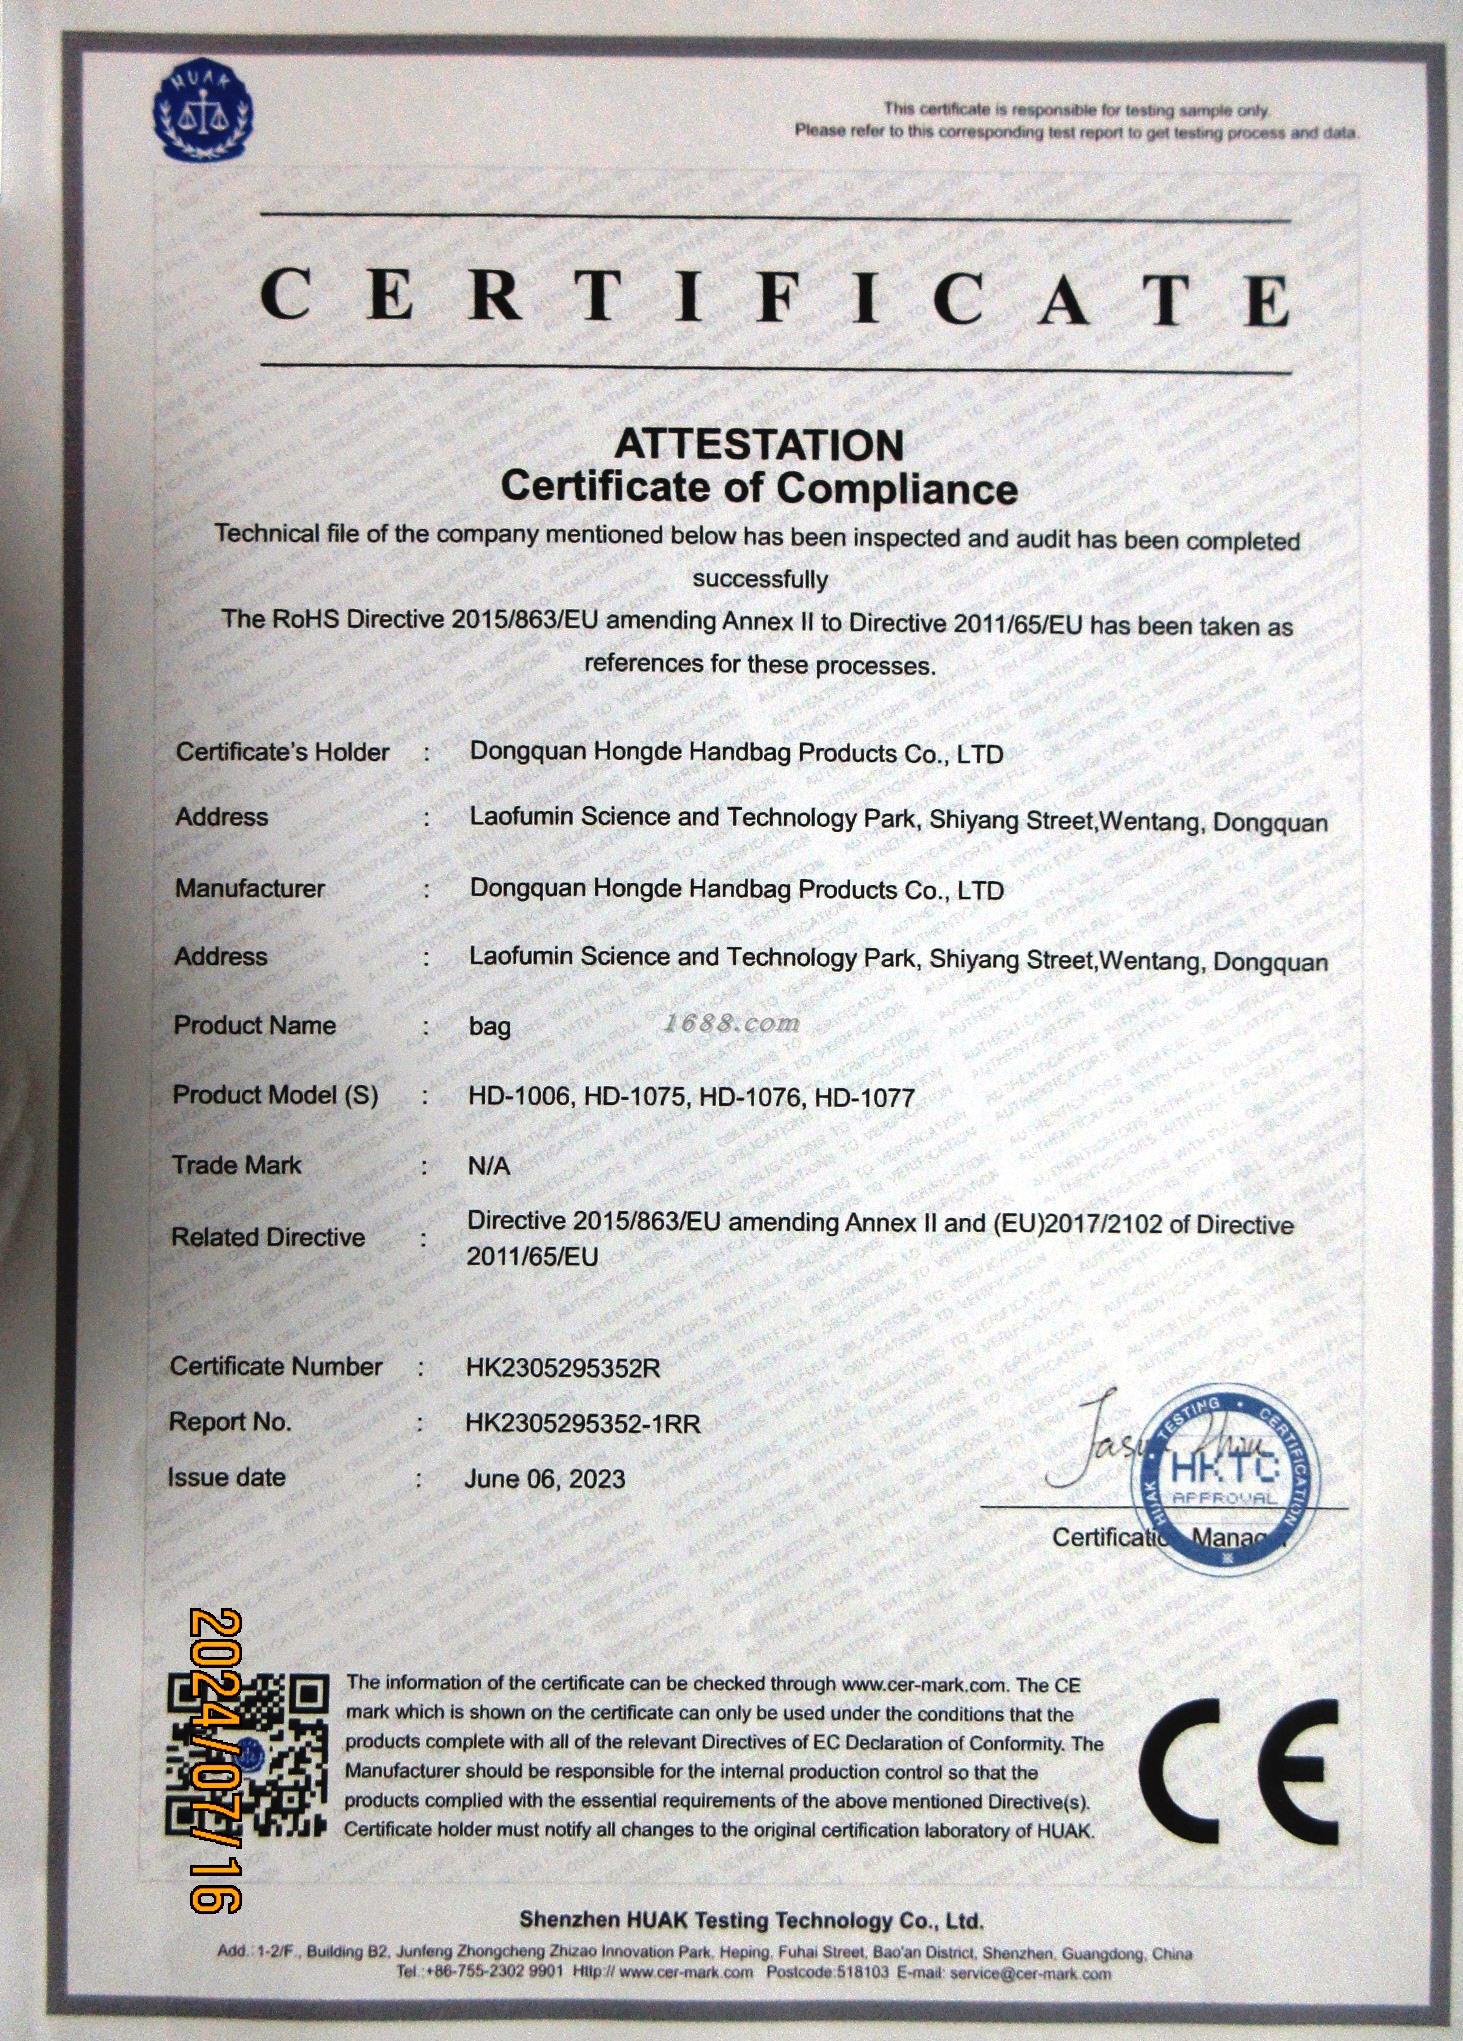 HUAK
This certificate is responsible for testing sample only.
Please refer to this corresponding test report to get testing process and data.
CERTIFICATE
ATTESTATION
Certificate of Compliance
Technical file of the company mentioned below has been inspected and audit has been completed
successfully
The RoHS Directive 2015/863/EU amending Annex II to Directive 2011/65/EU has been taken as
references for these processes.
Certificate's Holder : Dongquan Hongde Handbag Products Co., LTD
Address : Laofumin Science and Technology Park, Shiyang Street,Wentang, Dongquan
Manufacturer : Dongquan Hongde Handbag Products Co., LTD
Address : Laofumin Science and Technology Park, Shiyang Street,Wentang, Dongquan
Product Name : bag
1688.com
Product Model (S) : HD-1006, HD-1075, HD-1076, HD-1077
Trade Mark : N/A
Related Directive : Directive 2015/863/EU amending Annex II and (EU)2017/2102 of Directive
2011/65/EU
Certificate Number : HK2305295352R
Report No. : HK2305295352-1RR
Issue date : June 06, 2023
HUAK TESTING CERTIFICATION
HKTC
APPROVAL
Certification Manager
2024/07/16
The information of the certificate can be checked through www.cer-mark.com. The CE
mark which is shown on the certificate can only be used under the conditions that the
products complete with all of the relevant Directives of EC Declaration of Conformity. The
Manufacturer should be responsible for the internal production control so that the
products complied with the essential requirements of the above mentioned Directive(s).
Certificate holder must notify all changes to the original certification laboratory of HUAK.
CE
Shenzhen HUAK Testing Technology Co., Ltd.
Add.:1-2/F., Building B2, Junfeng Zhongcheng Zhizao Innovation Park, Heping, Fuhai Street, Bao'an District, Shenzhen, Guangdong, China
Tel.:+86-755-2302 9901 Http:// www.cer-mark.com Postcode:518103 E-mail: service@cer-mark.com